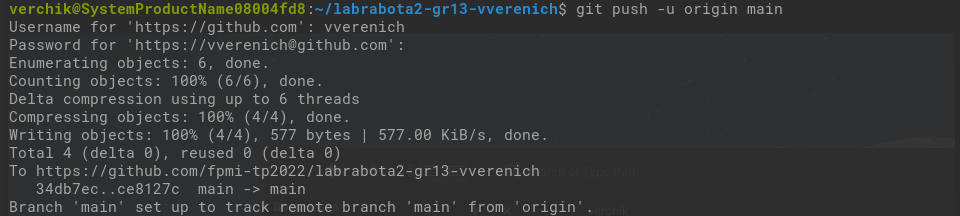 verchik@SystemProductName08004fd8:~/labrabota2-gr13-vverenich$ git push -u origin main
Username for 'https://github.com': vverenich
Password for 'https://vverenich@github.com':
Enumerating objects: 6, done.
Counting objects: 100% (6/6), done.
Delta compression using up to 6 threads
Compressing objects: 100% (4/4), done.
Writing objects: 100% (4/4), 577 bytes | 577.00 KiB/s, done.
Total 4 (delta 0), reused 0 (delta 0)
To https://github.com/fpmi-tp2022/labrabota2-gr13-vverenich
   34db7ec..ce8127c  main -> main
Branch 'main' set up to track remote branch 'main' from 'origin'.